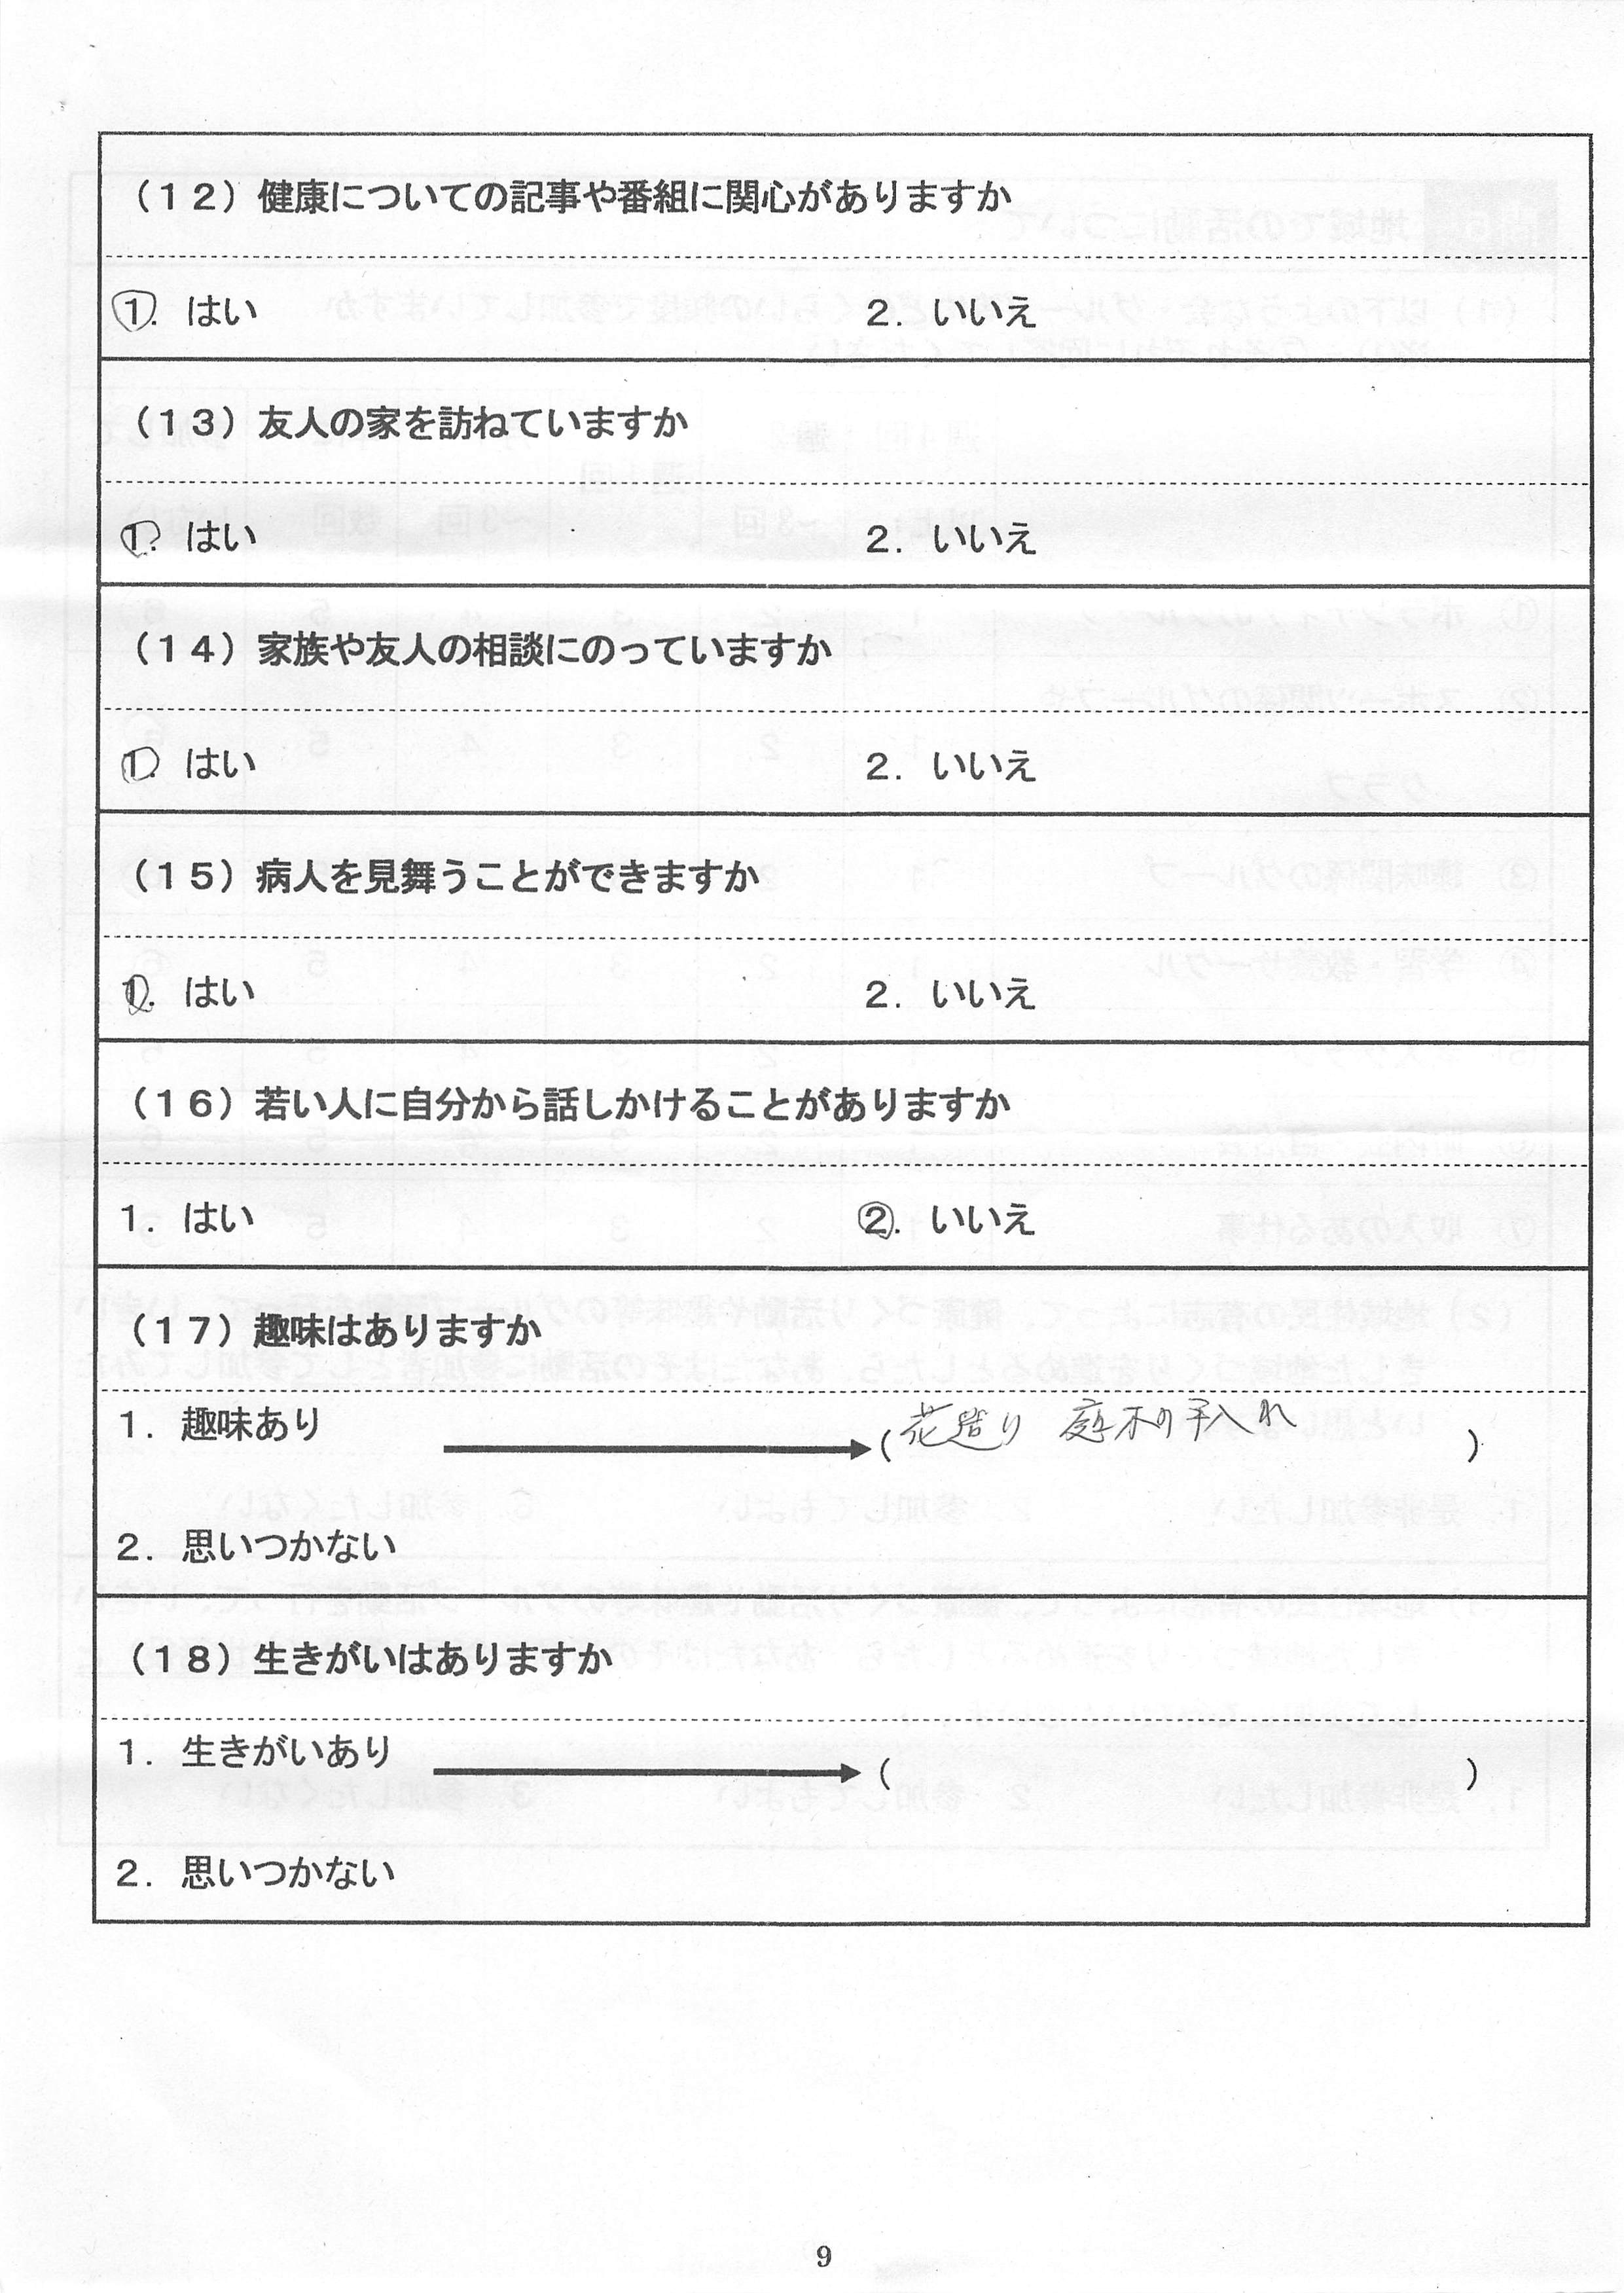 （１２）健康についての記事や番組に関心がありますか
①．はい　２．いいえ
（１３）友人の家を訪ねていますか
①．はい　２．いいえ
（１４）家族や友人の相談にのっていますか
①．はい　２．いいえ
（１５）病人を見舞うことができますか
①．はい　２．いいえ
（１６）若い人に自分から話しかけることがありますか
１．はい　②．いいえ
（１７）趣味はありますか
１．趣味あり　（花造り　庭木の手入れ　）
２．思いつかない
（１８）生きがいはありますか
１．生きがいあり　（　）
２．思いつかない
9